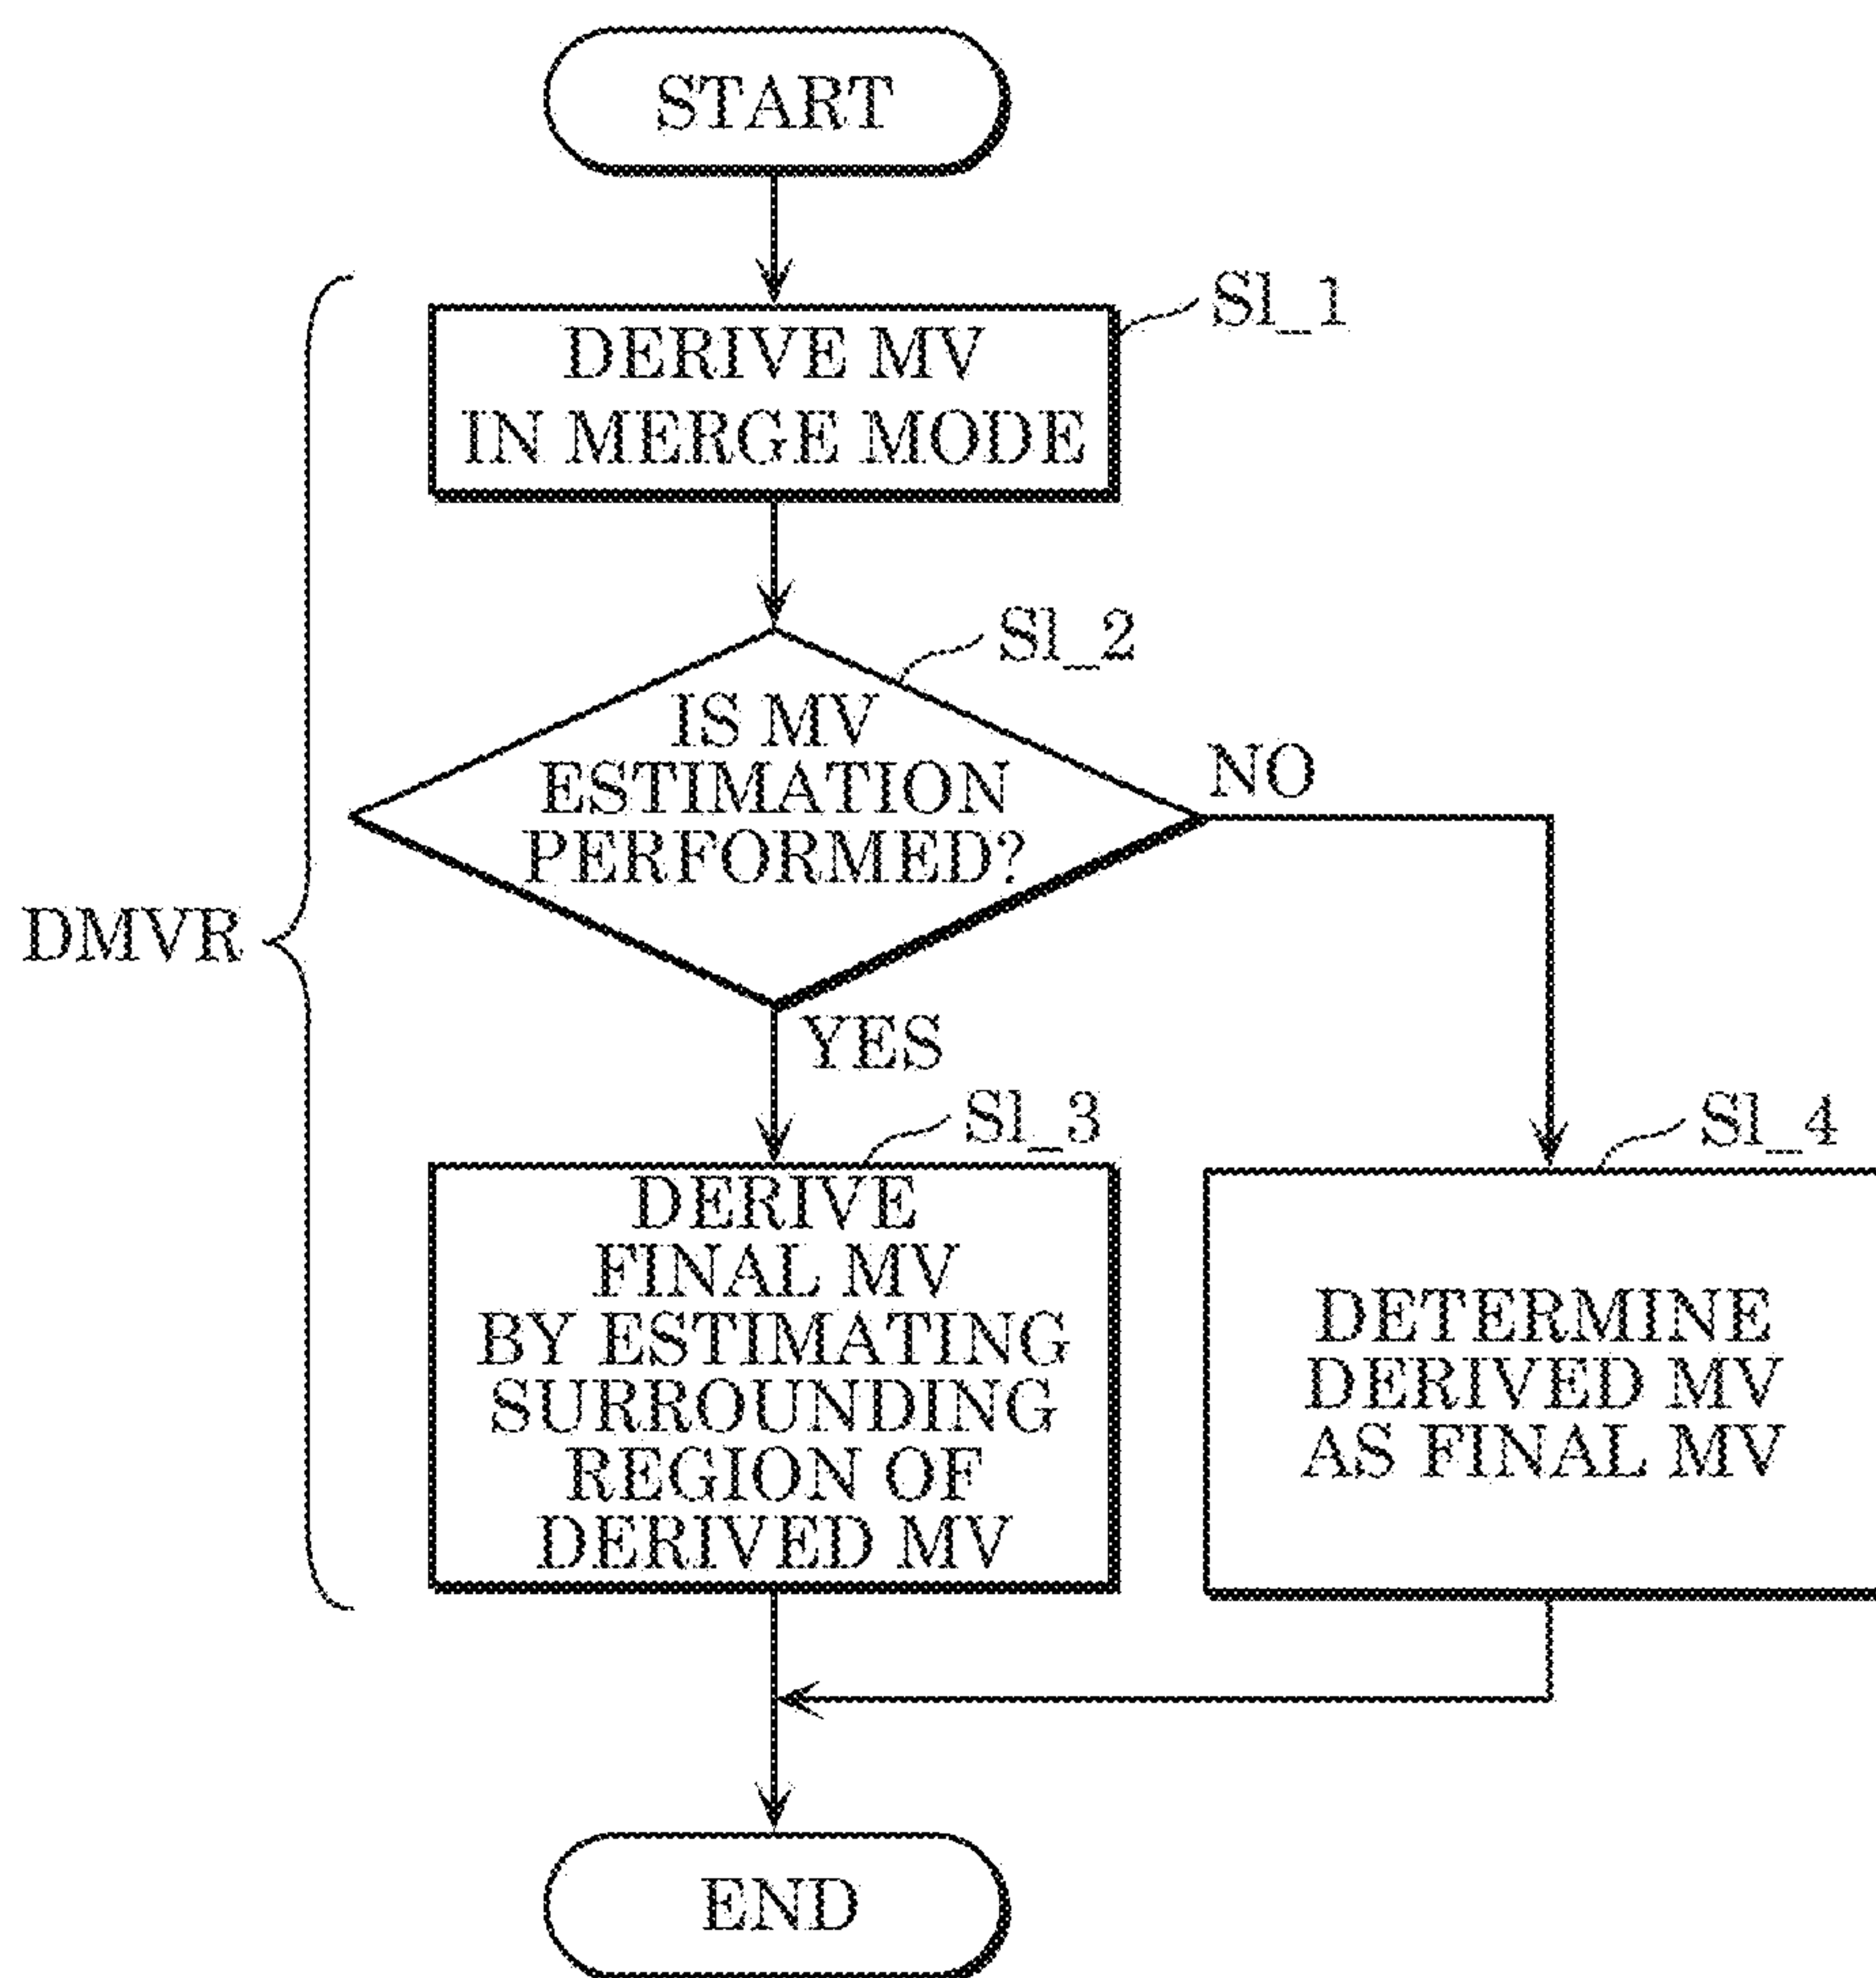 START
Sl_1
DERIVE MV
IN MERGE MODE
Sl_2
IS MV
ESTIMATION
PERFORMED?
NO
DMVR
YES
Sl_3
DERIVE
FINAL MV
BY ESTIMATING
SURROUNDING
REGION OF
DERIVED MV
Sl_4
DETERMINE
DERIVED MV
AS FINAL MV
END